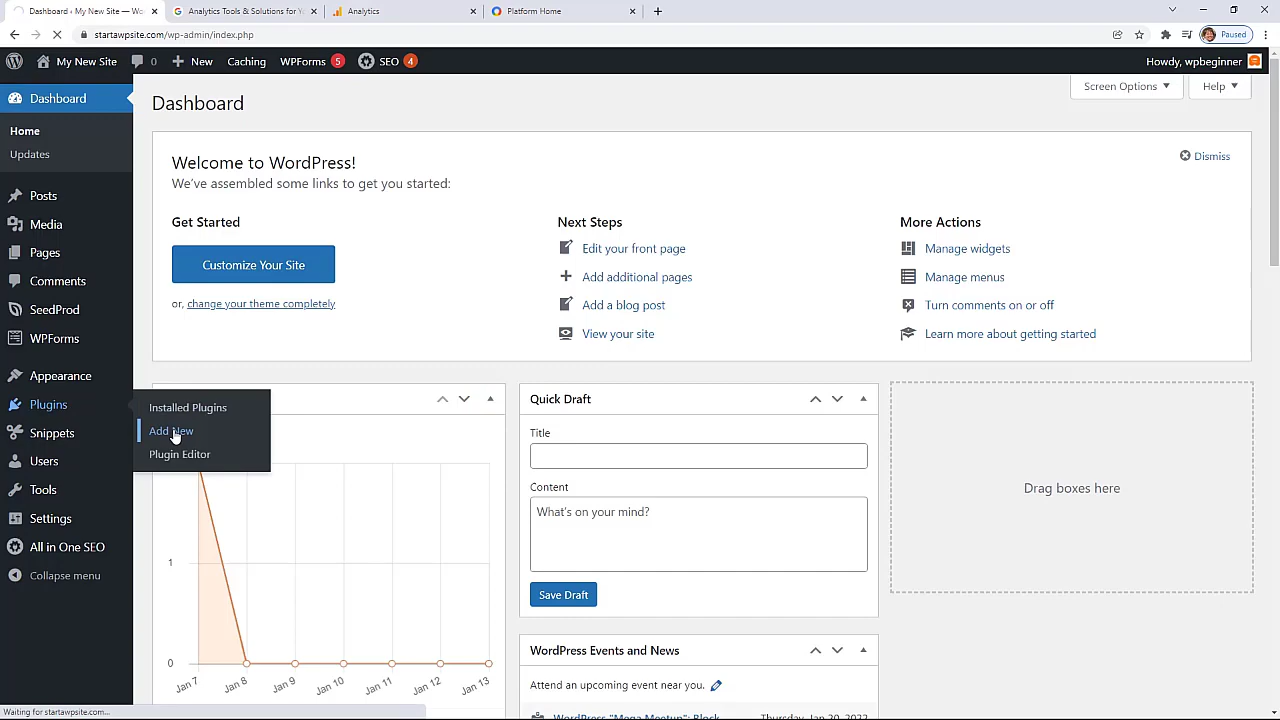 Dashboard ‹ My New Site — Wo
Analytics Tools & Solutions for Y
Analytics
Platform Home
startawpsite.com/wp-admin/index.php
Paused
My New Site
0
New
Caching
WPForms 5
SEO 4
Howdy, wpbeginner
Dashboard
Home
Updates
Posts
Media
Pages
Comments
SeedProd
WPForms
Appearance
Plugins
Snippets
Users
Tools
Settings
All in One SEO
Collapse menu
Installed Plugins
Add New
Plugin Editor
Dashboard
Screen Options
Help
Welcome to WordPress!
We've assembled some links to get you started:
Dismiss
Get Started
Customize Your Site
or, change your theme completely
Next Steps
Edit your front page
Add additional pages
Add a blog post
View your site
More Actions
Manage widgets
Manage menus
Turn comments on or off
Learn more about getting started
1
0
Jan 7
Jan 8
Jan 9
Jan 10
Jan 11
Jan 12
Jan 13
Quick Draft
Title
Content
What's on your mind?
Save Draft
WordPress Events and News
Attend an upcoming event near you.
WordPress "Mega Meetup": Block
Thursday, Jan 20, 2022
Drag boxes here
Waiting for startawpsite.com...